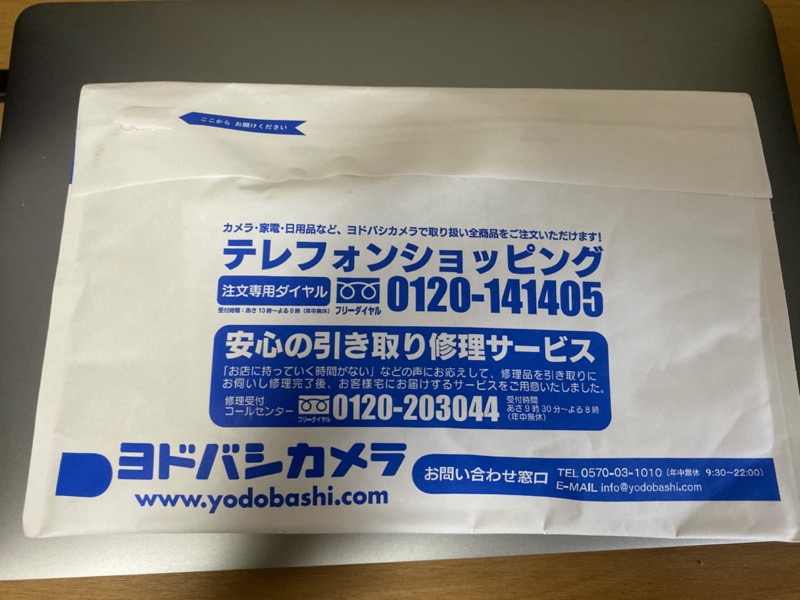 ここから お開けください
カメラ・家電・日用品など、ヨドバシカメラで取り扱い全商品をご注文いただけます!
テレフォンショッピング
注文専用ダイヤル フリーダイヤル 0120-141405
受付時間:あさ10時〜よる8時(年中無休)
安心の引き取り修理サービス
「お店に持っていく時間がない」などの声にお応えして、修理品を引き取りに
お伺いし修理完了後、お客様宅にお届けするサービスをご用意いたしました。
修理受付
コールセンター フリーダイヤル 0120-203044
受付時間
あさ9時30分〜よる8時
(年中無休)
ヨドバシカメラ
www.yodobashi.com
お問い合わせ窓口
TEL 0570-03-1010(年中無休 9:30~22:00)
E-MAIL info@yodobashi.com